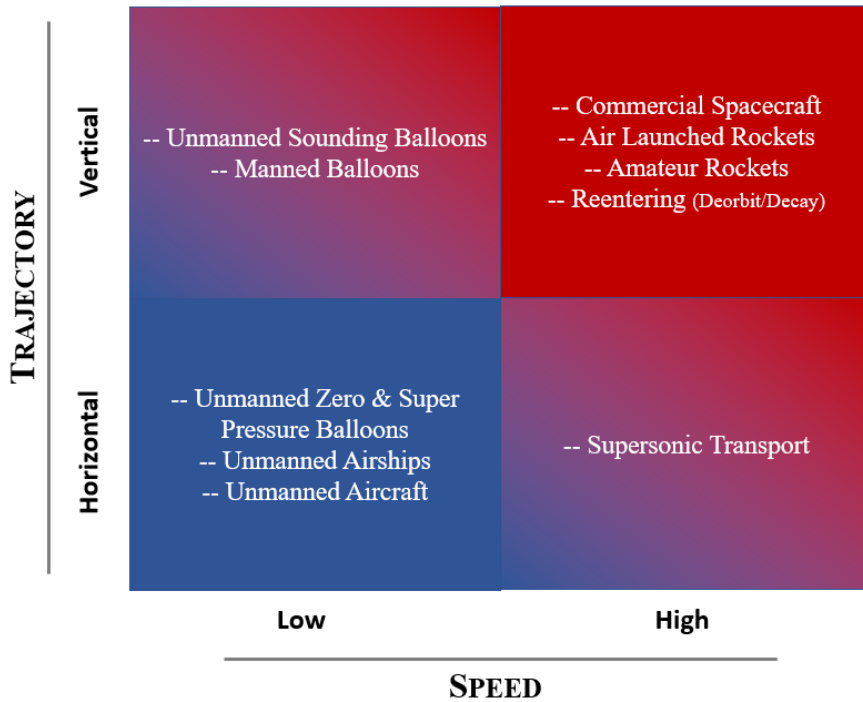 TRAJECTORY
Vertical
-- Unmanned Sounding Balloons
-- Manned Balloons
-- Commercial Spacecraft
-- Air Launched Rockets
-- Amateur Rockets
-- Reentering (Deorbit/Decay)
Horizontal
-- Unmanned Zero & Super
Pressure Balloons
-- Unmanned Airships
-- Unmanned Aircraft
-- Supersonic Transport
Low
High
SPEED